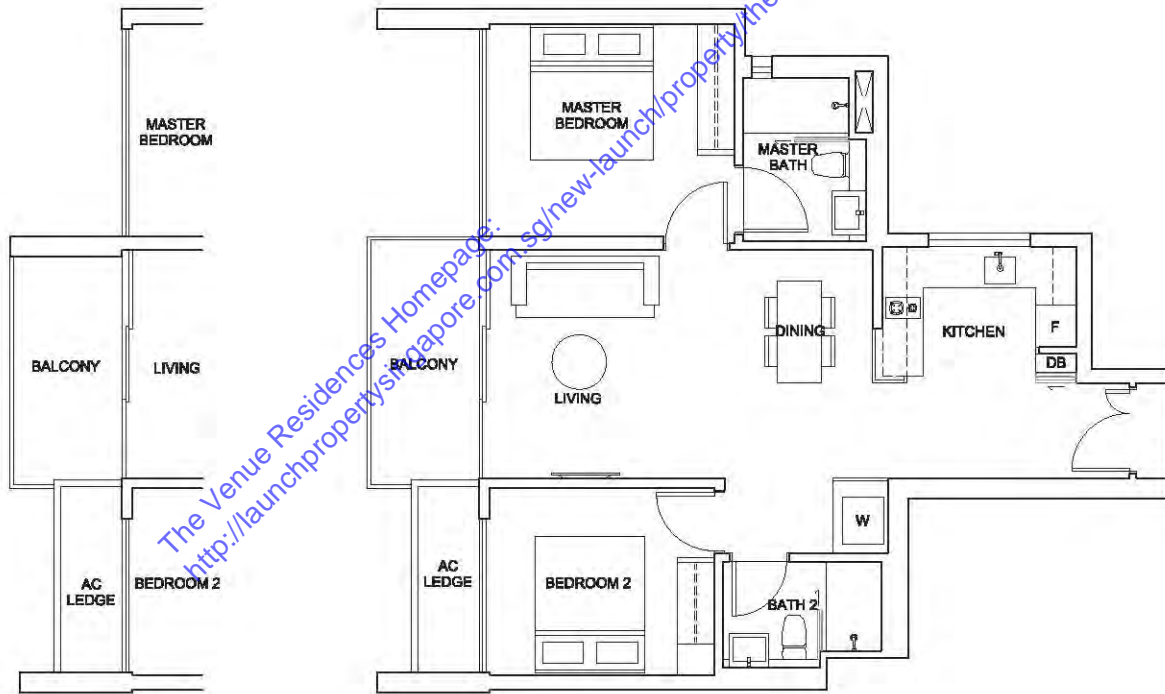 MASTER
BEDROOM
BALCONY
LIVING
AC
LEDGE
BEDROOM 2
MASTER
BEDROOM
MASTER
BATH
BALCONY
LIVING
DINING
KITCHEN
F
DB
W
AC
LEDGE
BEDROOM 2
BATH 2
The Venue Residences Homepage:
http://launchpropertysingapore.com.sg/new-launch/property/the